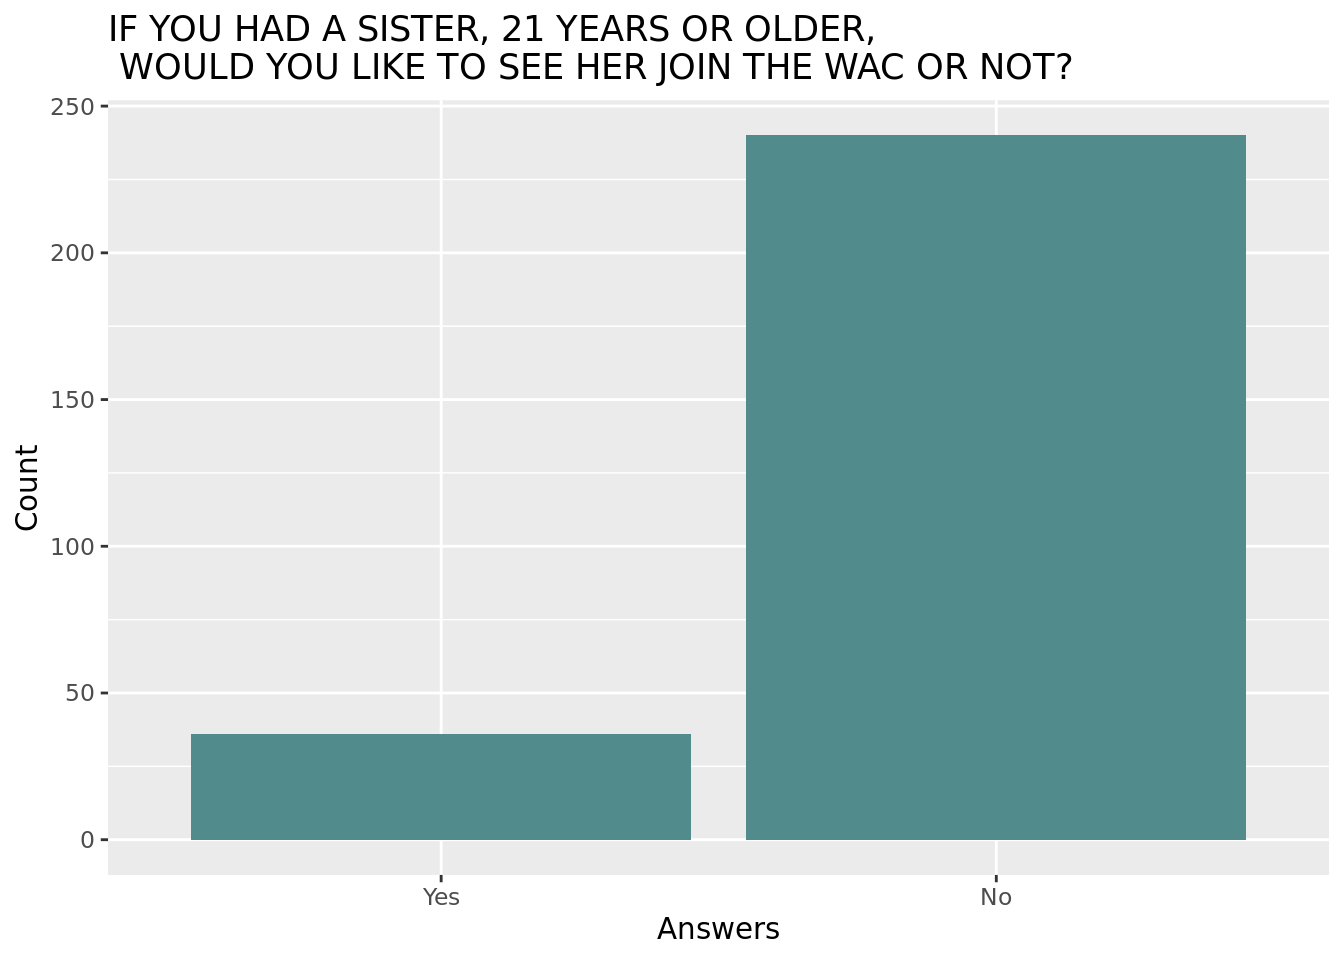 IF YOU HAD A SISTER, 21 YEARS OR OLDER,
WOULD YOU LIKE TO SEE HER JOIN THE WAC OR NOT?
250
200
150
100
50
0
Count
Yes
No
Answers